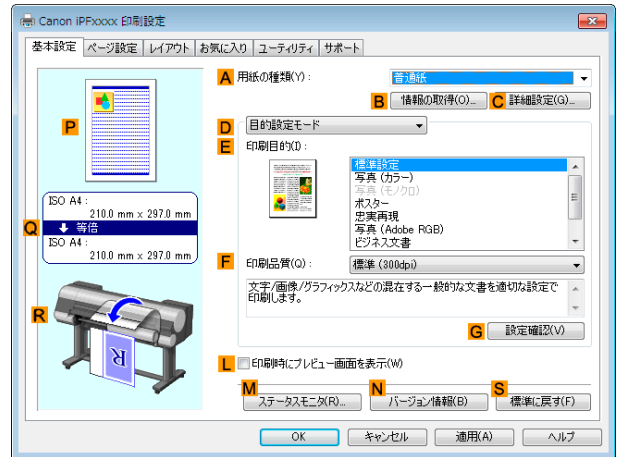 Canon iPFxxxx 印刷設定
基本設定 ページ設定 レイアウト お気に入り ユーティリティ サポート
A 用紙の種類(Y): 普通紙
B 情報の取得(O)... C 詳細設定(G)...
D 目的設定モード
E 印刷目的(I):
標準設定
写真 (カラー)
写真 (モノクロ)
ポスター
忠実再現
写真 (Adobe RGB)
ビジネス文書
P
ISO A4:
210.0 mm x 297.0 mm
Q 等倍
ISO A4:
210.0 mm x 297.0 mm
F 印刷品質(Q): 標準 (300dpi)
文字/画像/グラフィックスなどの混在する一般的な文書を適切な設定で
印刷します。
G 設定確認(V)
R
R
L 印刷時にプレビュー画面を表示(W)
M ステータスモニタ(R)... N バージョン情報(B) S 標準に戻す(F)
OK キャンセル 適用(A) ヘルプ